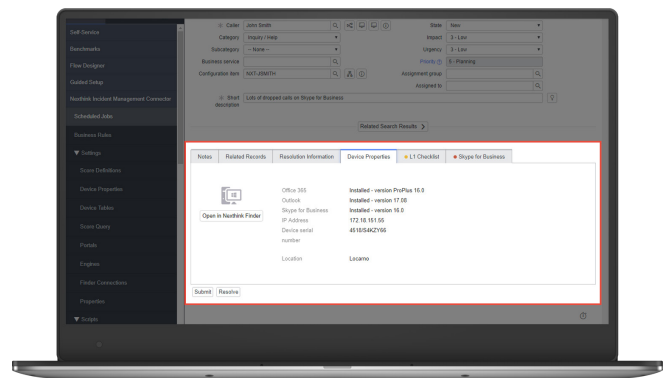 Self-Service
Benchmarks
Flow Designer
Guided Setup
Nexthink Incident Management Connector
Scheduled Jobs
Business Rules
Settings
Score Definitions
Device Properties
Device Tables
Score Query
Portals
Engines
Finder Connections
Properties
Scripts
Caller John Smith State New
Category Inquiry / Help Impact 3 - Low
Subcategory -- None -- Urgency 3 - Low
Business service Priority 5 - Planning
Configuration item NXT-JSMITH Assignment group
Assigned to
Short description Lots of dropped calls on Skype for Business
Related Search Results
Notes Related Records Resolution Information Device Properties L1 Checklist Skype for Business
Open in Nexthink Finder
Office 365 Installed - version ProPlus 16.0
Outlook Installed - version 17.08
Skype for Business Installed - version 16.0
IP Address 172.18.151.55
Device serial number 4518/S4KZY66
Location Locarno
Submit Resolve